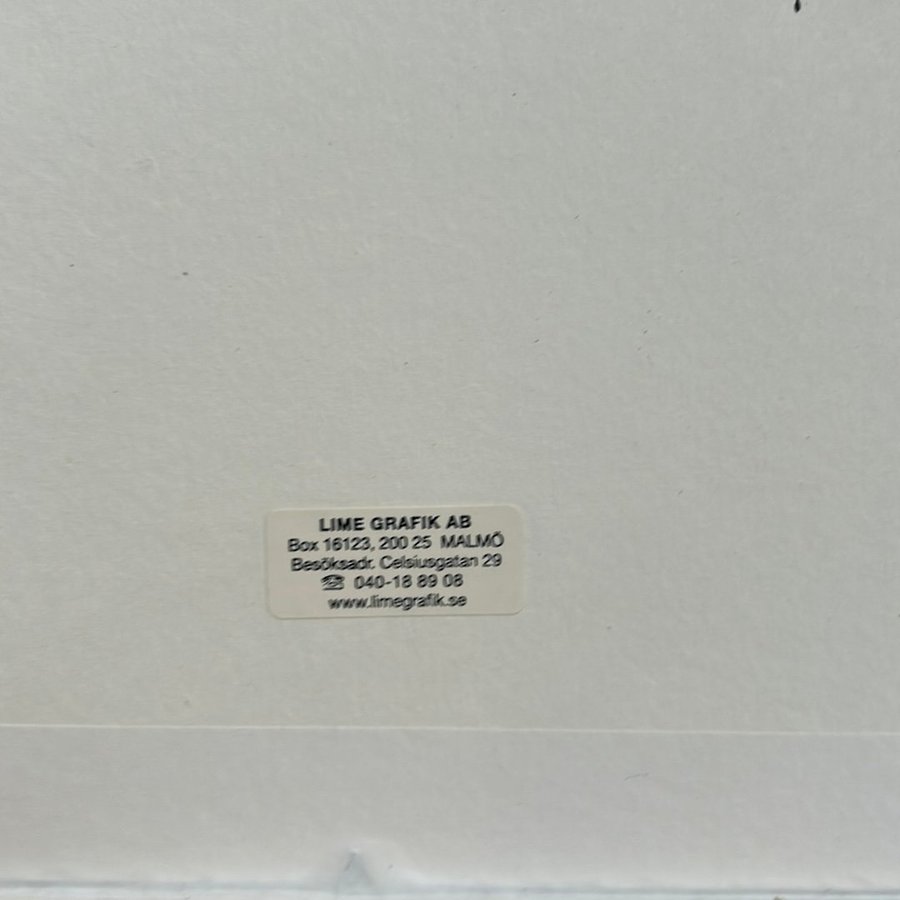 LIME GRAFIK AB
Box 16123, 200 25 MALMÖ
Besöksadr. Celsiusgatan 29
☎ 040-18 89 08
www.limegrafik.se